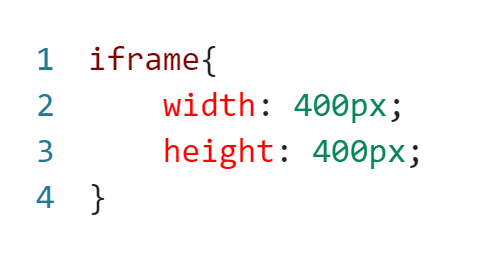 1 iframe{
2     width: 400px;
3     height: 400px;
4 }